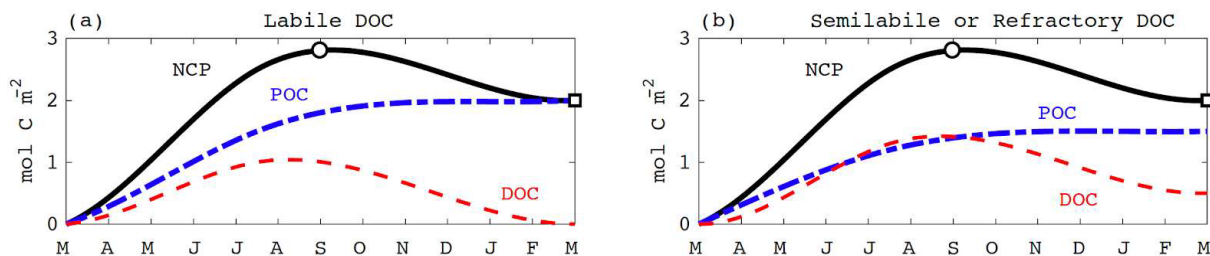 (a) Labile DOC
3
2
1
0
mol C m⁻²
NCP
POC
DOC
M A M J J A S O N D J F M
(b) Semilabile or Refractory DOC
3
2
1
0
mol C m⁻²
NCP
POC
DOC
M A M J J A S O N D J F M